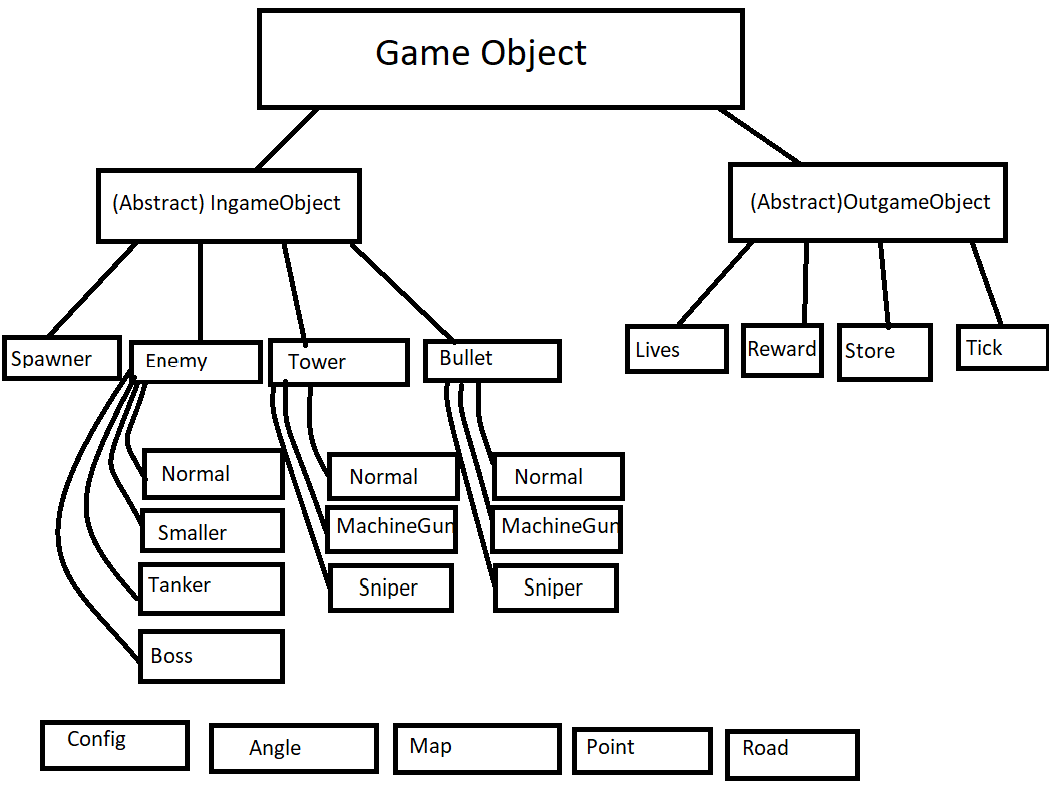 Game Object
(Abstract) IngameObject
(Abstract)OutgameObject
Spawner
Enemy
Tower
Bullet
Lives
Reward
Store
Tick
Normal
Smaller
Tanker
Boss
Normal
MachineGun
Sniper
Normal
MachineGun
Sniper
Config
Angle
Map
Point
Road